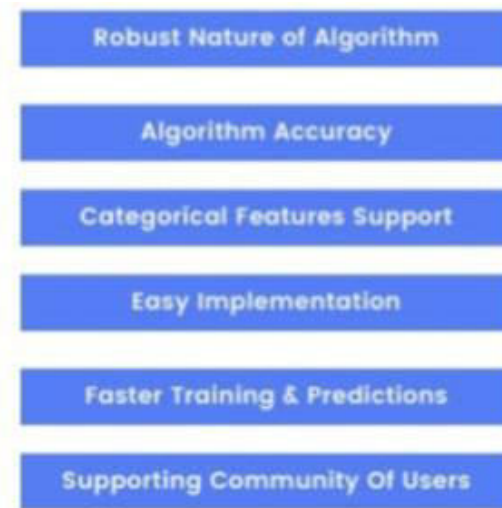 Robust Nature of Algorithm
Algorithm Accuracy
Categorical Features Support
Easy Implementation
Faster Training & Predictions
Supporting Community Of Users